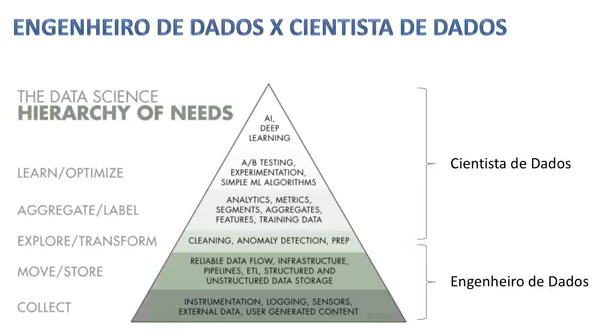 ENGENHEIRO DE DADOS X CIENTISTA DE DADOS
THE DATA SCIENCE
HIERARCHY OF NEEDS
AI,
DEEP
LEARNING
LEARN/OPTIMIZE
A/B TESTING,
EXPERIMENTATION,
SIMPLE ML ALGORITHMS
Cientista de Dados
AGGREGATE/LABEL
ANALYTICS, METRICS,
SEGMENTS, AGGREGATES,
FEATURES, TRAINING DATA
EXPLORE/TRANSFORM
CLEANING, ANOMALY DETECTION, PREP
MOVE/STORE
RELIABLE DATA FLOW, INFRASTRUCTURE,
PIPELINES, ETL, STRUCTURED AND
UNSTRUCTURED DATA STORAGE
Engenheiro de Dados
COLLECT
INSTRUMENTATION, LOGGING, SENSORS,
EXTERNAL DATA, USER GENERATED CONTENT